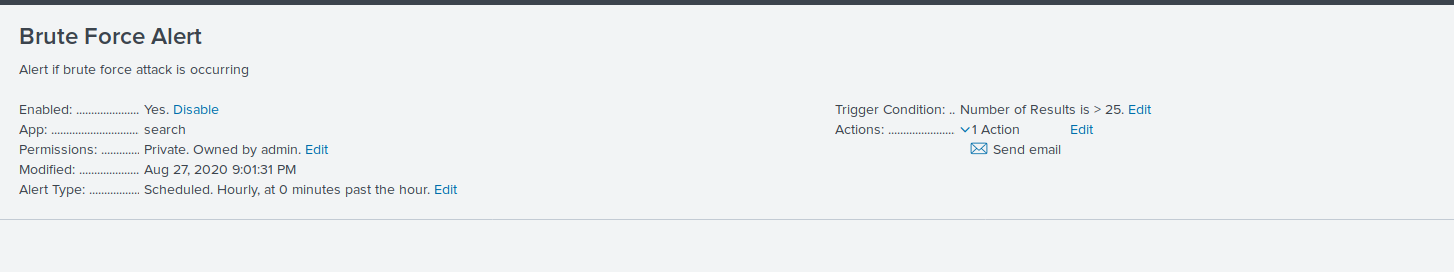 Brute Force Alert
Alert if brute force attack is occurring
Enabled: ..................... Yes. Disable
App: ............................. search
Permissions: ............. Private. Owned by admin. Edit
Modified: .................... Aug 27, 2020 9:01:31 PM
Alert Type: ................. Scheduled. Hourly, at 0 minutes past the hour. Edit
Trigger Condition: .. Number of Results is > 25. Edit
Actions: ...................... 1 Action Edit
Send email